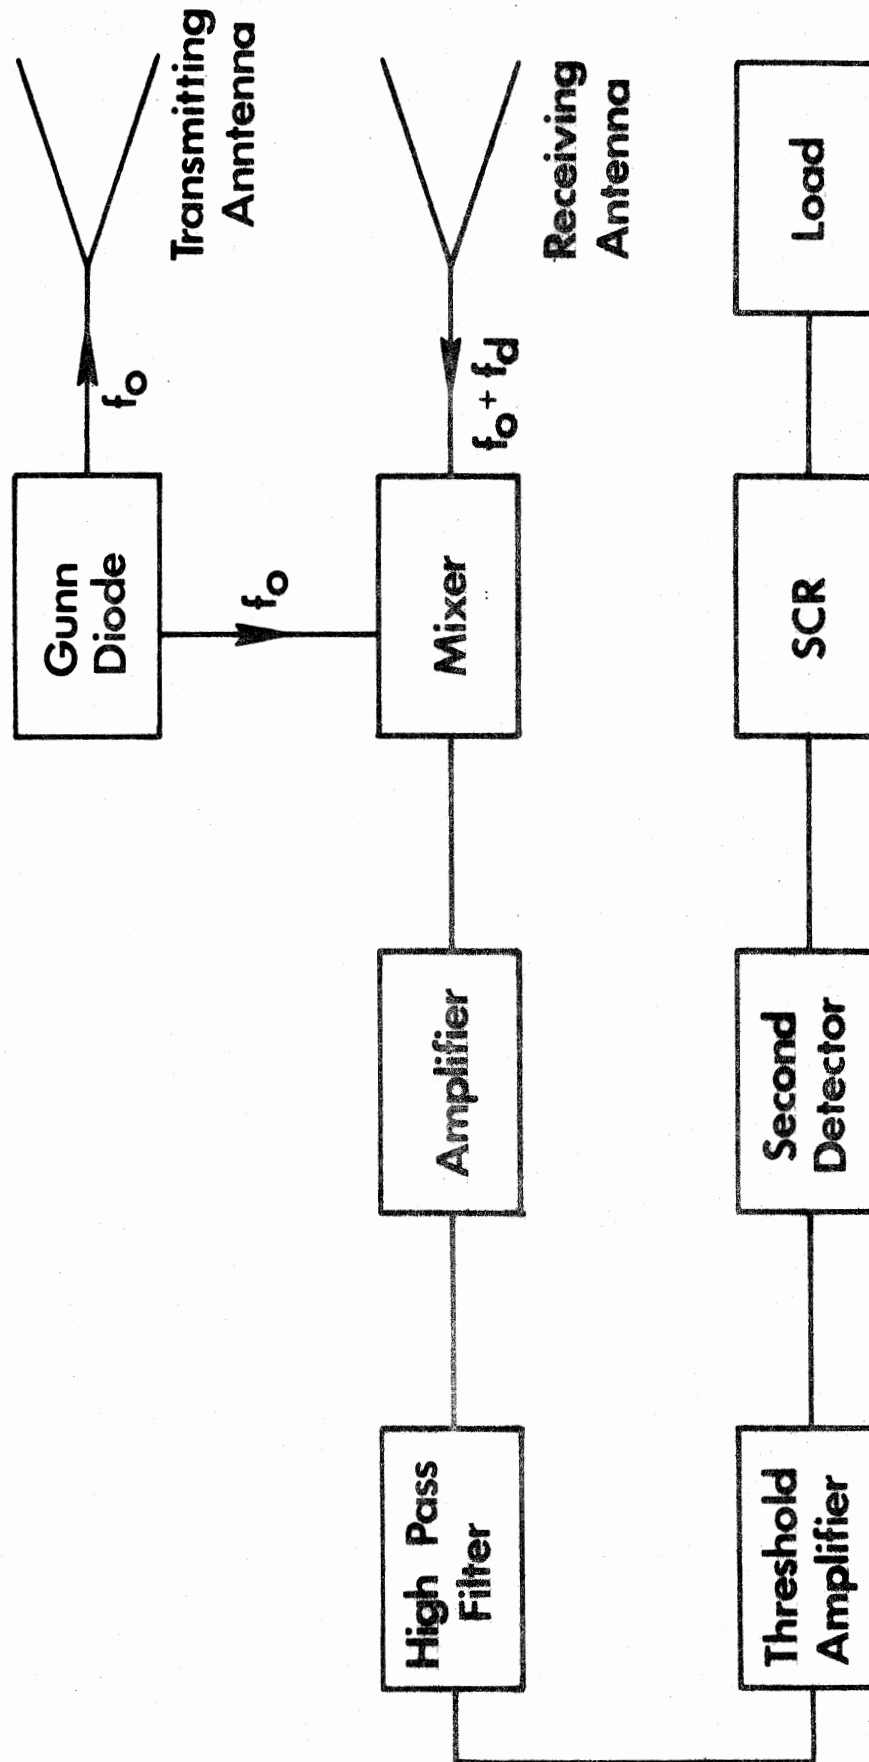 Gunn
Diode
f₀
Transmitting
Anntenna
f₀
High Pass
Filter
Amplifier
Mixer
f₀ + f_d
Receiving
Antenna
Threshold
Amplifier
Second
Detector
SCR
Load